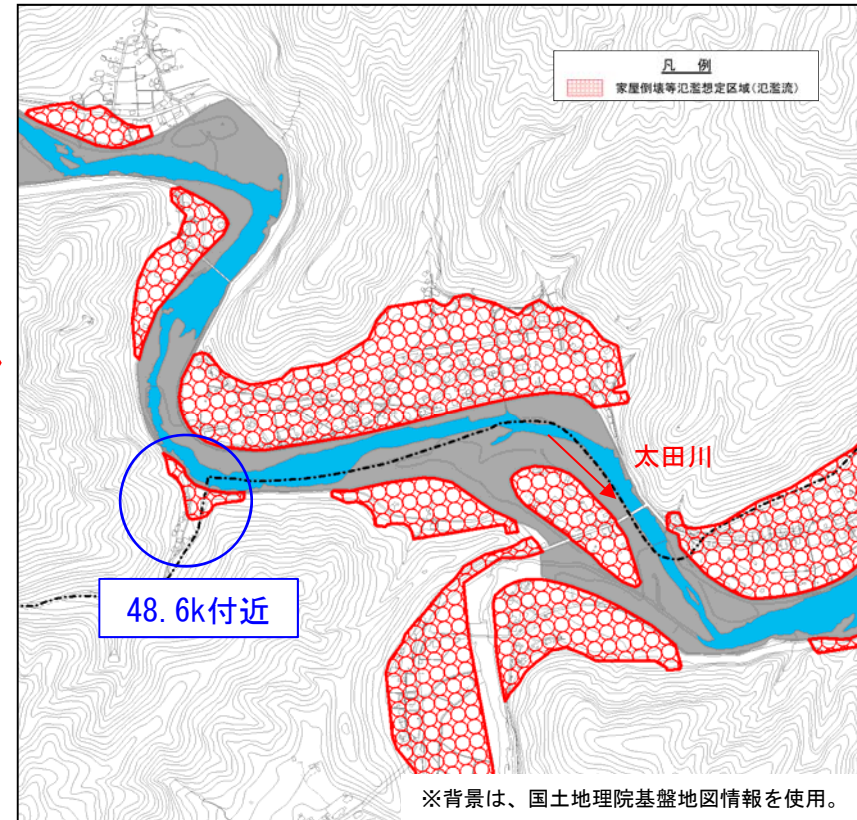 凡 例
家屋倒壊等氾濫想定区域(氾濫流)
太田川
48.6k付近
※背景は、国土地理院基盤地図情報を使用。